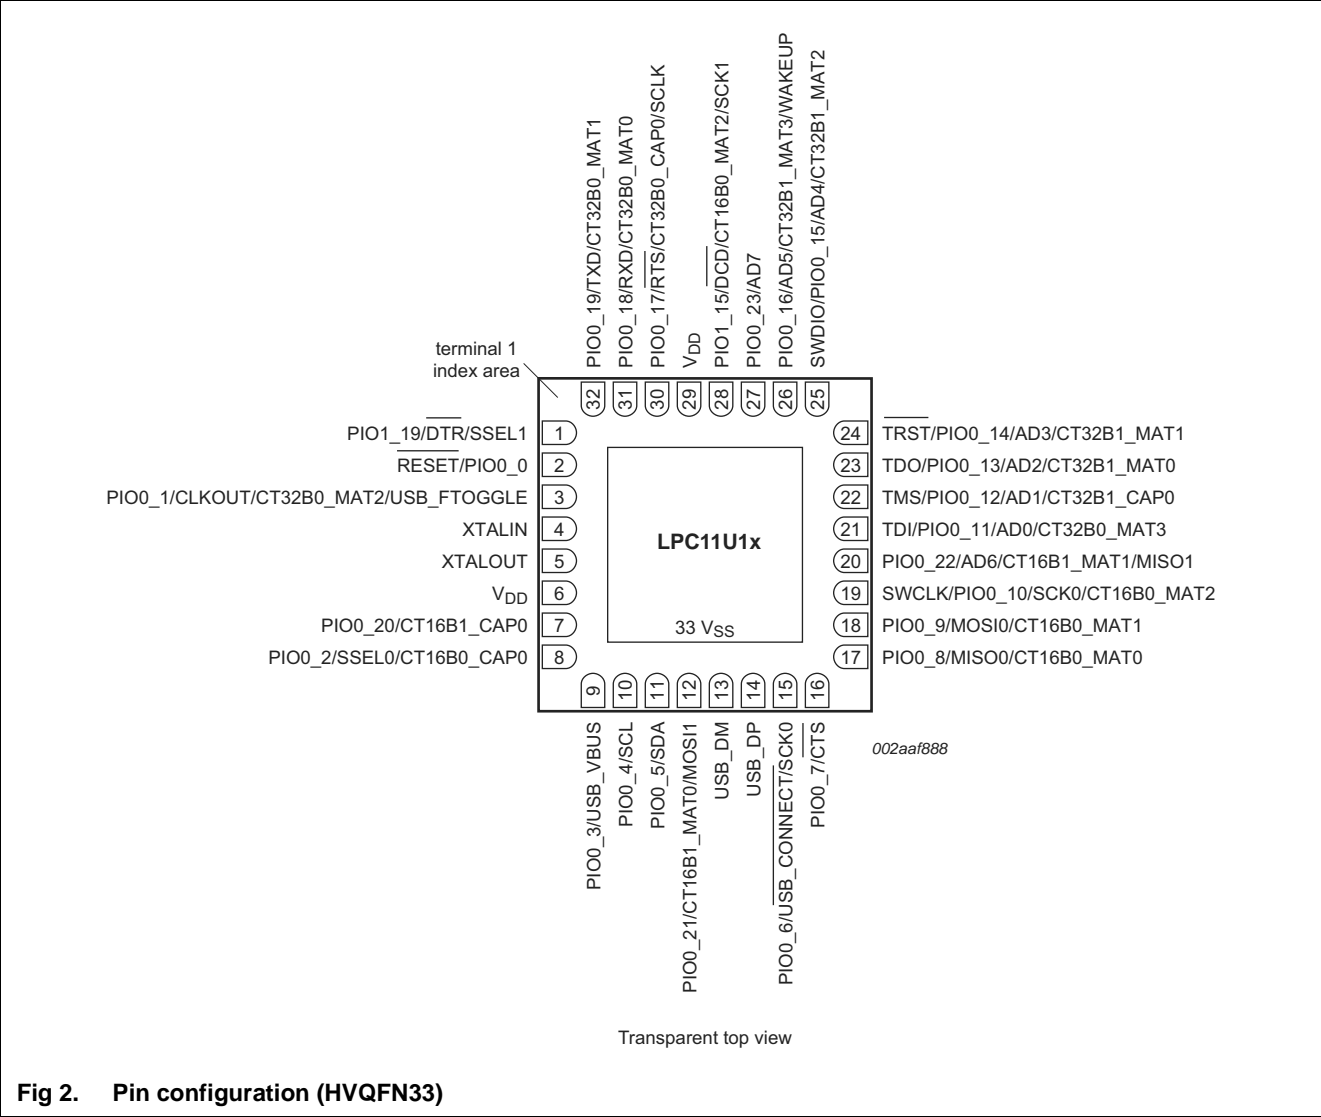 PIO0_19/TXD/CT32B0_MAT1
PIO0_18/RXD/CT32B0_MAT0
PIO0_17/RTS/CT32B0_CAP0/SCLK
VDD
PIO1_15/DCD/CT16B0_MAT2/SCK1
PIO0_23/AD7
PIO0_16/AD5/CT32B1_MAT3/WAKEUP
SWDIO/PIO0_15/AD4/CT32B1_MAT2
terminal 1
index area
32 31 30 29 28 27 26 25
PIO1_19/DTR/SSEL1 1
24 TRST/PIO0_14/AD3/CT32B1_MAT1
RESET/PIO0_0 2
23 TDO/PIO0_13/AD2/CT32B1_MAT0
PIO0_1/CLKOUT/CT32B0_MAT2/USB_FTOGGLE 3
22 TMS/PIO0_12/AD1/CT32B1_CAP0
XTALIN 4
21 TDI/PIO0_11/AD0/CT32B0_MAT3
LPC11U1x
XTALOUT 5
20 PIO0_22/AD6/CT16B1_MAT1/MISO1
VDD 6
19 SWCLK/PIO0_10/SCK0/CT16B0_MAT2
PIO0_20/CT16B1_CAP0 7
33 VSS
18 PIO0_9/MOSI0/CT16B0_MAT1
PIO0_2/SSEL0/CT16B0_CAP0 8
17 PIO0_8/MISO0/CT16B0_MAT0
9 10 11 12 13 14 15 16
PIO0_3/USB_VBUS
PIO0_4/SCL
PIO0_5/SDA
PIO0_21/CT16B1_MAT0/MOSI1
USB_DM
USB_DP
PIO0_6/USB_CONNECT/SCK0
PIO0_7/CTS
002aaf888
Transparent top view
Fig 2. Pin configuration (HVQFN33)